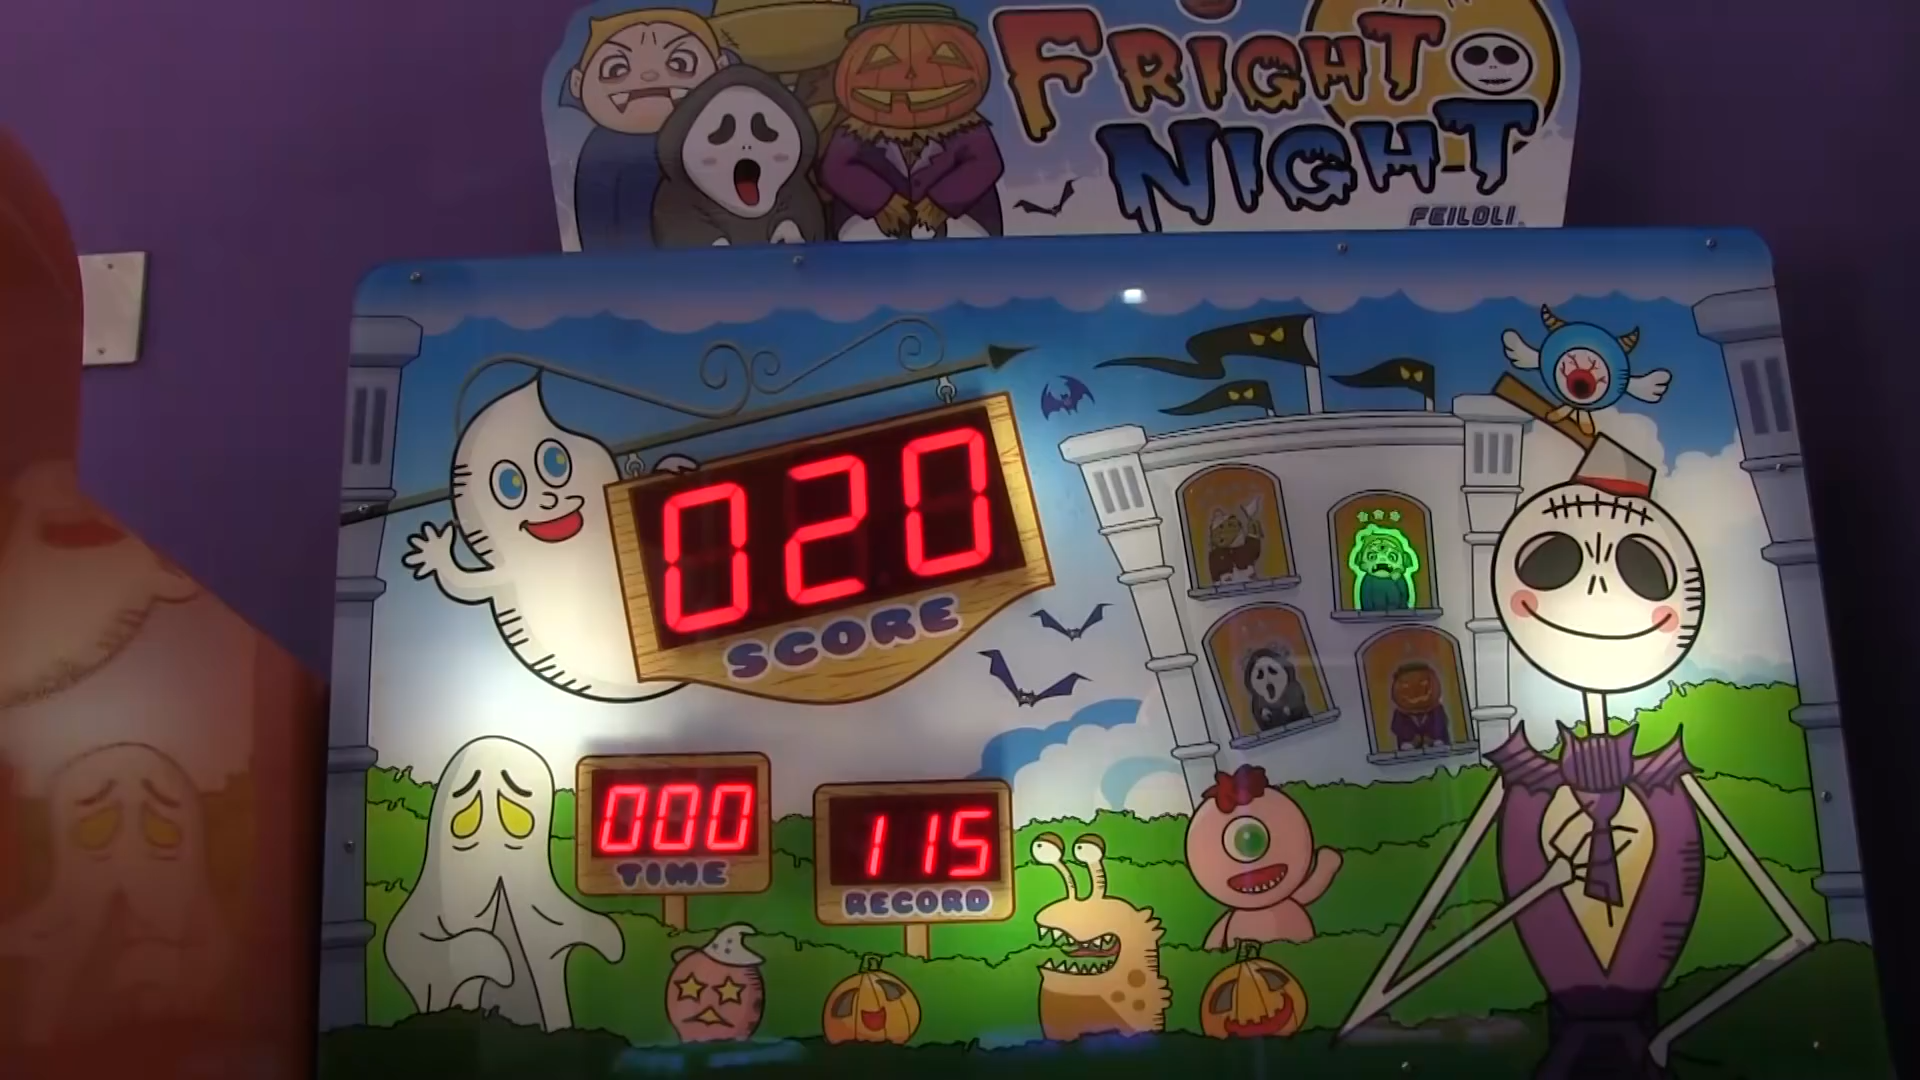 FRIGHT
NIGHT
FEILOLI
020
SCORE
000
TIME
115
RECORD